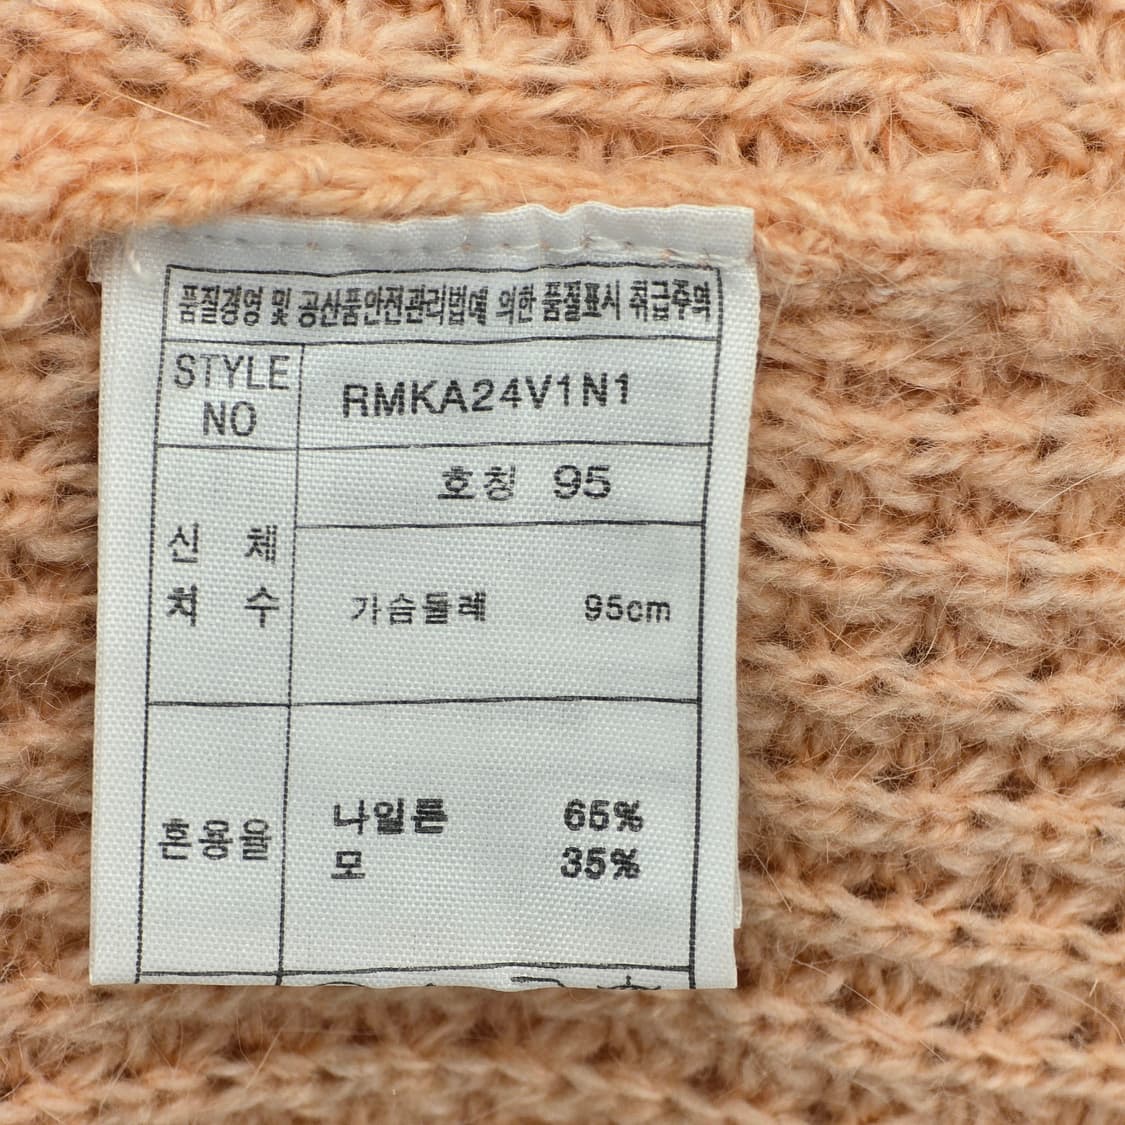 품질경영 및 공산품안전관리법에 의한 품질표시 취급주의
STYLE
NO
RMKA24V1N1
신 체
치 수
호칭 95
가슴둘레 95cm
혼용율
나일론 65%
모 35%